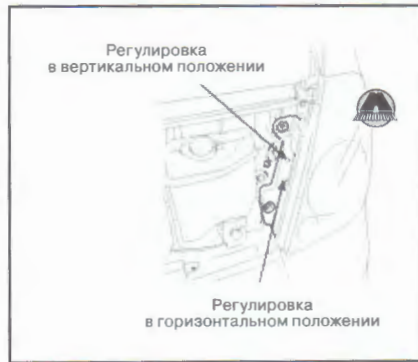 Регулировка
в вертикальном положении
Регулировка
в горизонтальном положении